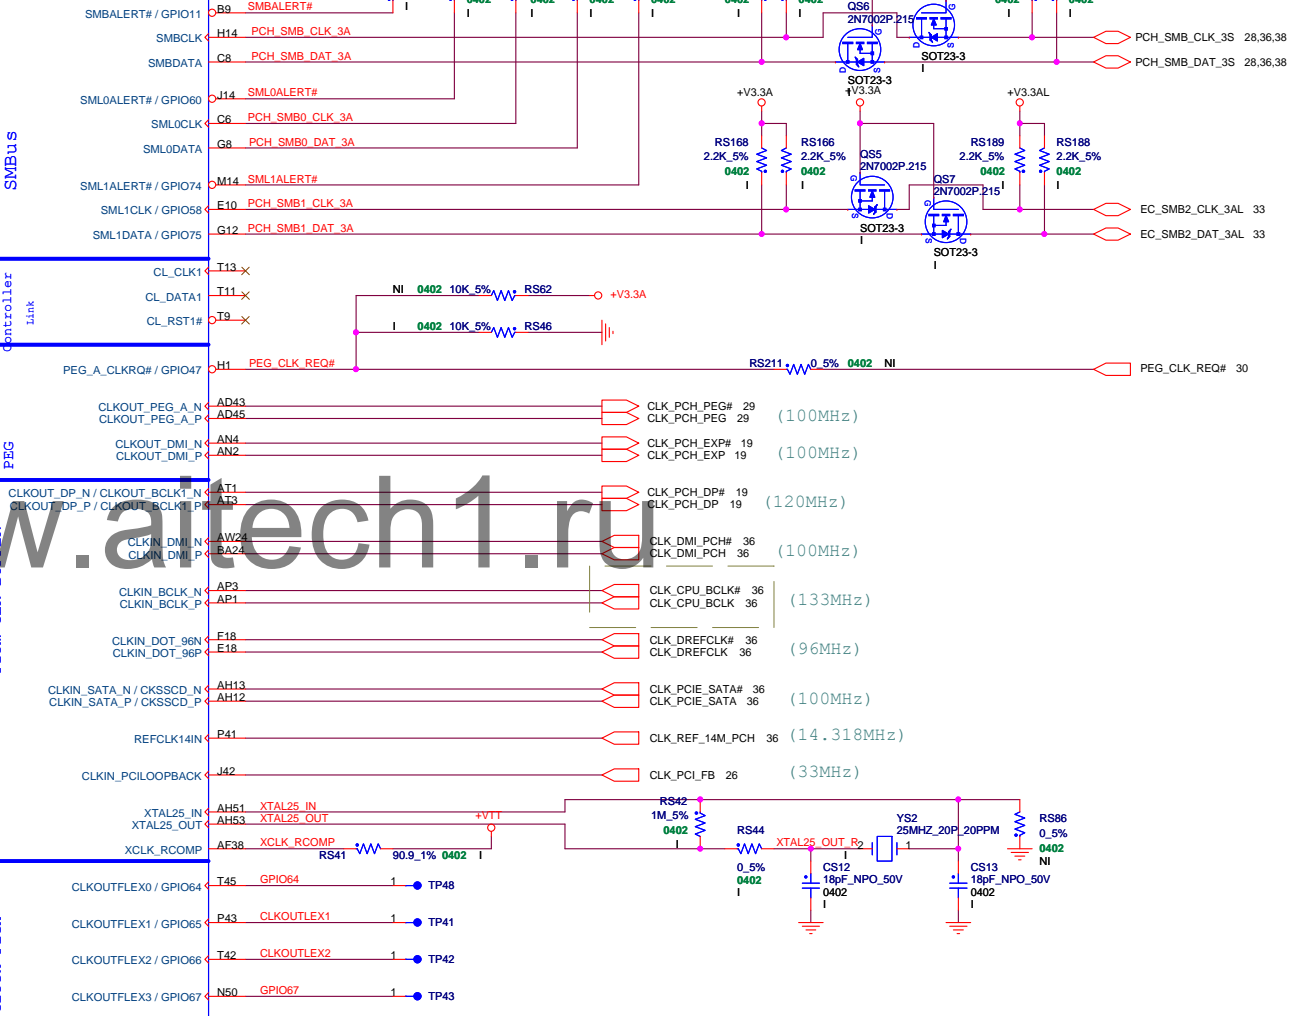 SMBus
SMBALERT# / GPIO11 B9 SMBALERT#
SMBCLK H14 PCH_SMB_CLK_3A
SMBDATA C8 PCH_SMB_DAT_3A
SML0ALERT# / GPIO60 J14 SML0ALERT#
SML0CLK C6 PCH_SMB0_CLK_3A
SML0DATA G8 PCH_SMB0_DAT_3A
SML1ALERT# / GPIO74 M14 SML1ALERT#
SML1CLK / GPIO58 E10 PCH_SMB1_CLK_3A
SML1DATA / GPIO75 G12 PCH_SMB1_DAT_3A
QS6
2N7002P.215
G
D S
SOT23-3
I
G
D S
SOT23-3
I
PCH_SMB_CLK_3S 28,36,38
PCH_SMB_DAT_3S 28,36,38
+V3.3A
+V3.3A
+V3.3AL
RS168
2.2K_5%
0402
I
RS166
2.2K_5%
0402
I
QS5
2N7002P.215
G
S D
SOT23-3
I
QS7
2N7002P.215
G
S D
SOT23-3
I
RS189
2.2K_5%
0402
I
RS188
2.2K_5%
0402
I
EC_SMB2_CLK_3AL 33
EC_SMB2_DAT_3AL 33
Controller
Link
CL_CLK1 T13
CL_DATA1 T11
CL_RST1# T9
NI 0402 10K_5% RS62 +V3.3A
I 0402 10K_5% RS46
PEG
PEG_A_CLKRQ# / GPIO47 H1 PEG_CLK_REQ# RS211 0_5% 0402 NI PEG_CLK_REQ# 30
CLKOUT_PEG_A_N AD43 CLK_PCH_PEG# 29
CLKOUT_PEG_A_P AD45 CLK_PCH_PEG 29 (100MHz)
CLKOUT_DMI_N AN4 CLK_PCH_EXP# 19
CLKOUT_DMI_P AN2 CLK_PCH_EXP 19 (100MHz)
CLKOUT_DP_N / CLKOUT_BCLK1_N AT1 CLK_PCH_DP# 19
CLKOUT_DP_P / CLKOUT_BCLK1_P AT3 CLK_PCH_DP 19 (120MHz)
w.aitech1.ru
CLKIN_DMI_N AW24 CLK_DMI_PCH# 36
CLKIN_DMI_P BA24 CLK_DMI_PCH 36 (100MHz)
CLKIN_BCLK_N AP3 CLK_CPU_BCLK# 36
CLKIN_BCLK_P AP1 CLK_CPU_BCLK 36 (133MHz)
CLKIN_DOT_96N F18 CLK_DREFCLK# 36
CLKIN_DOT_96P E18 CLK_DREFCLK 36 (96MHz)
CLKIN_SATA_N / CKSSCD_N AH13 CLK_PCIE_SATA# 36
CLKIN_SATA_P / CKSSCD_P AH12 CLK_PCIE_SATA 36 (100MHz)
REFCLK14IN P41 CLK_REF_14M_PCH 36 (14.318MHz)
CLKIN_PCILOOPBACK J42 CLK_PCI_FB 26 (33MHz)
XTAL25_IN AH51 XTAL25_IN
XTAL25_OUT AH53 XTAL25_OUT
XCLK_RCOMP AF38 XCLK_RCOMP
RS41 90.9_1% 0402 I
+VTT
RS42
1M_5%
0402
I
RS44
0_5%
0402
I
XTAL25_OUT_R
YS2
25MHZ_20P_20PPM
2 1
I
CS12
18pF_NPO_50V
0402
I
CS13
18pF_NPO_50V
0402
I
RS86
0_5%
0402
NI
CLKOUTFLEX0 / GPIO64 T45 GPIO64 1 TP48
CLKOUTFLEX1 / GPIO65 P43 CLKOUTLEX1 1 TP41
CLKOUTFLEX2 / GPIO66 T42 CLKOUTLEX2 1 TP42
CLKOUTFLEX3 / GPIO67 N50 GPIO67 1 TP43